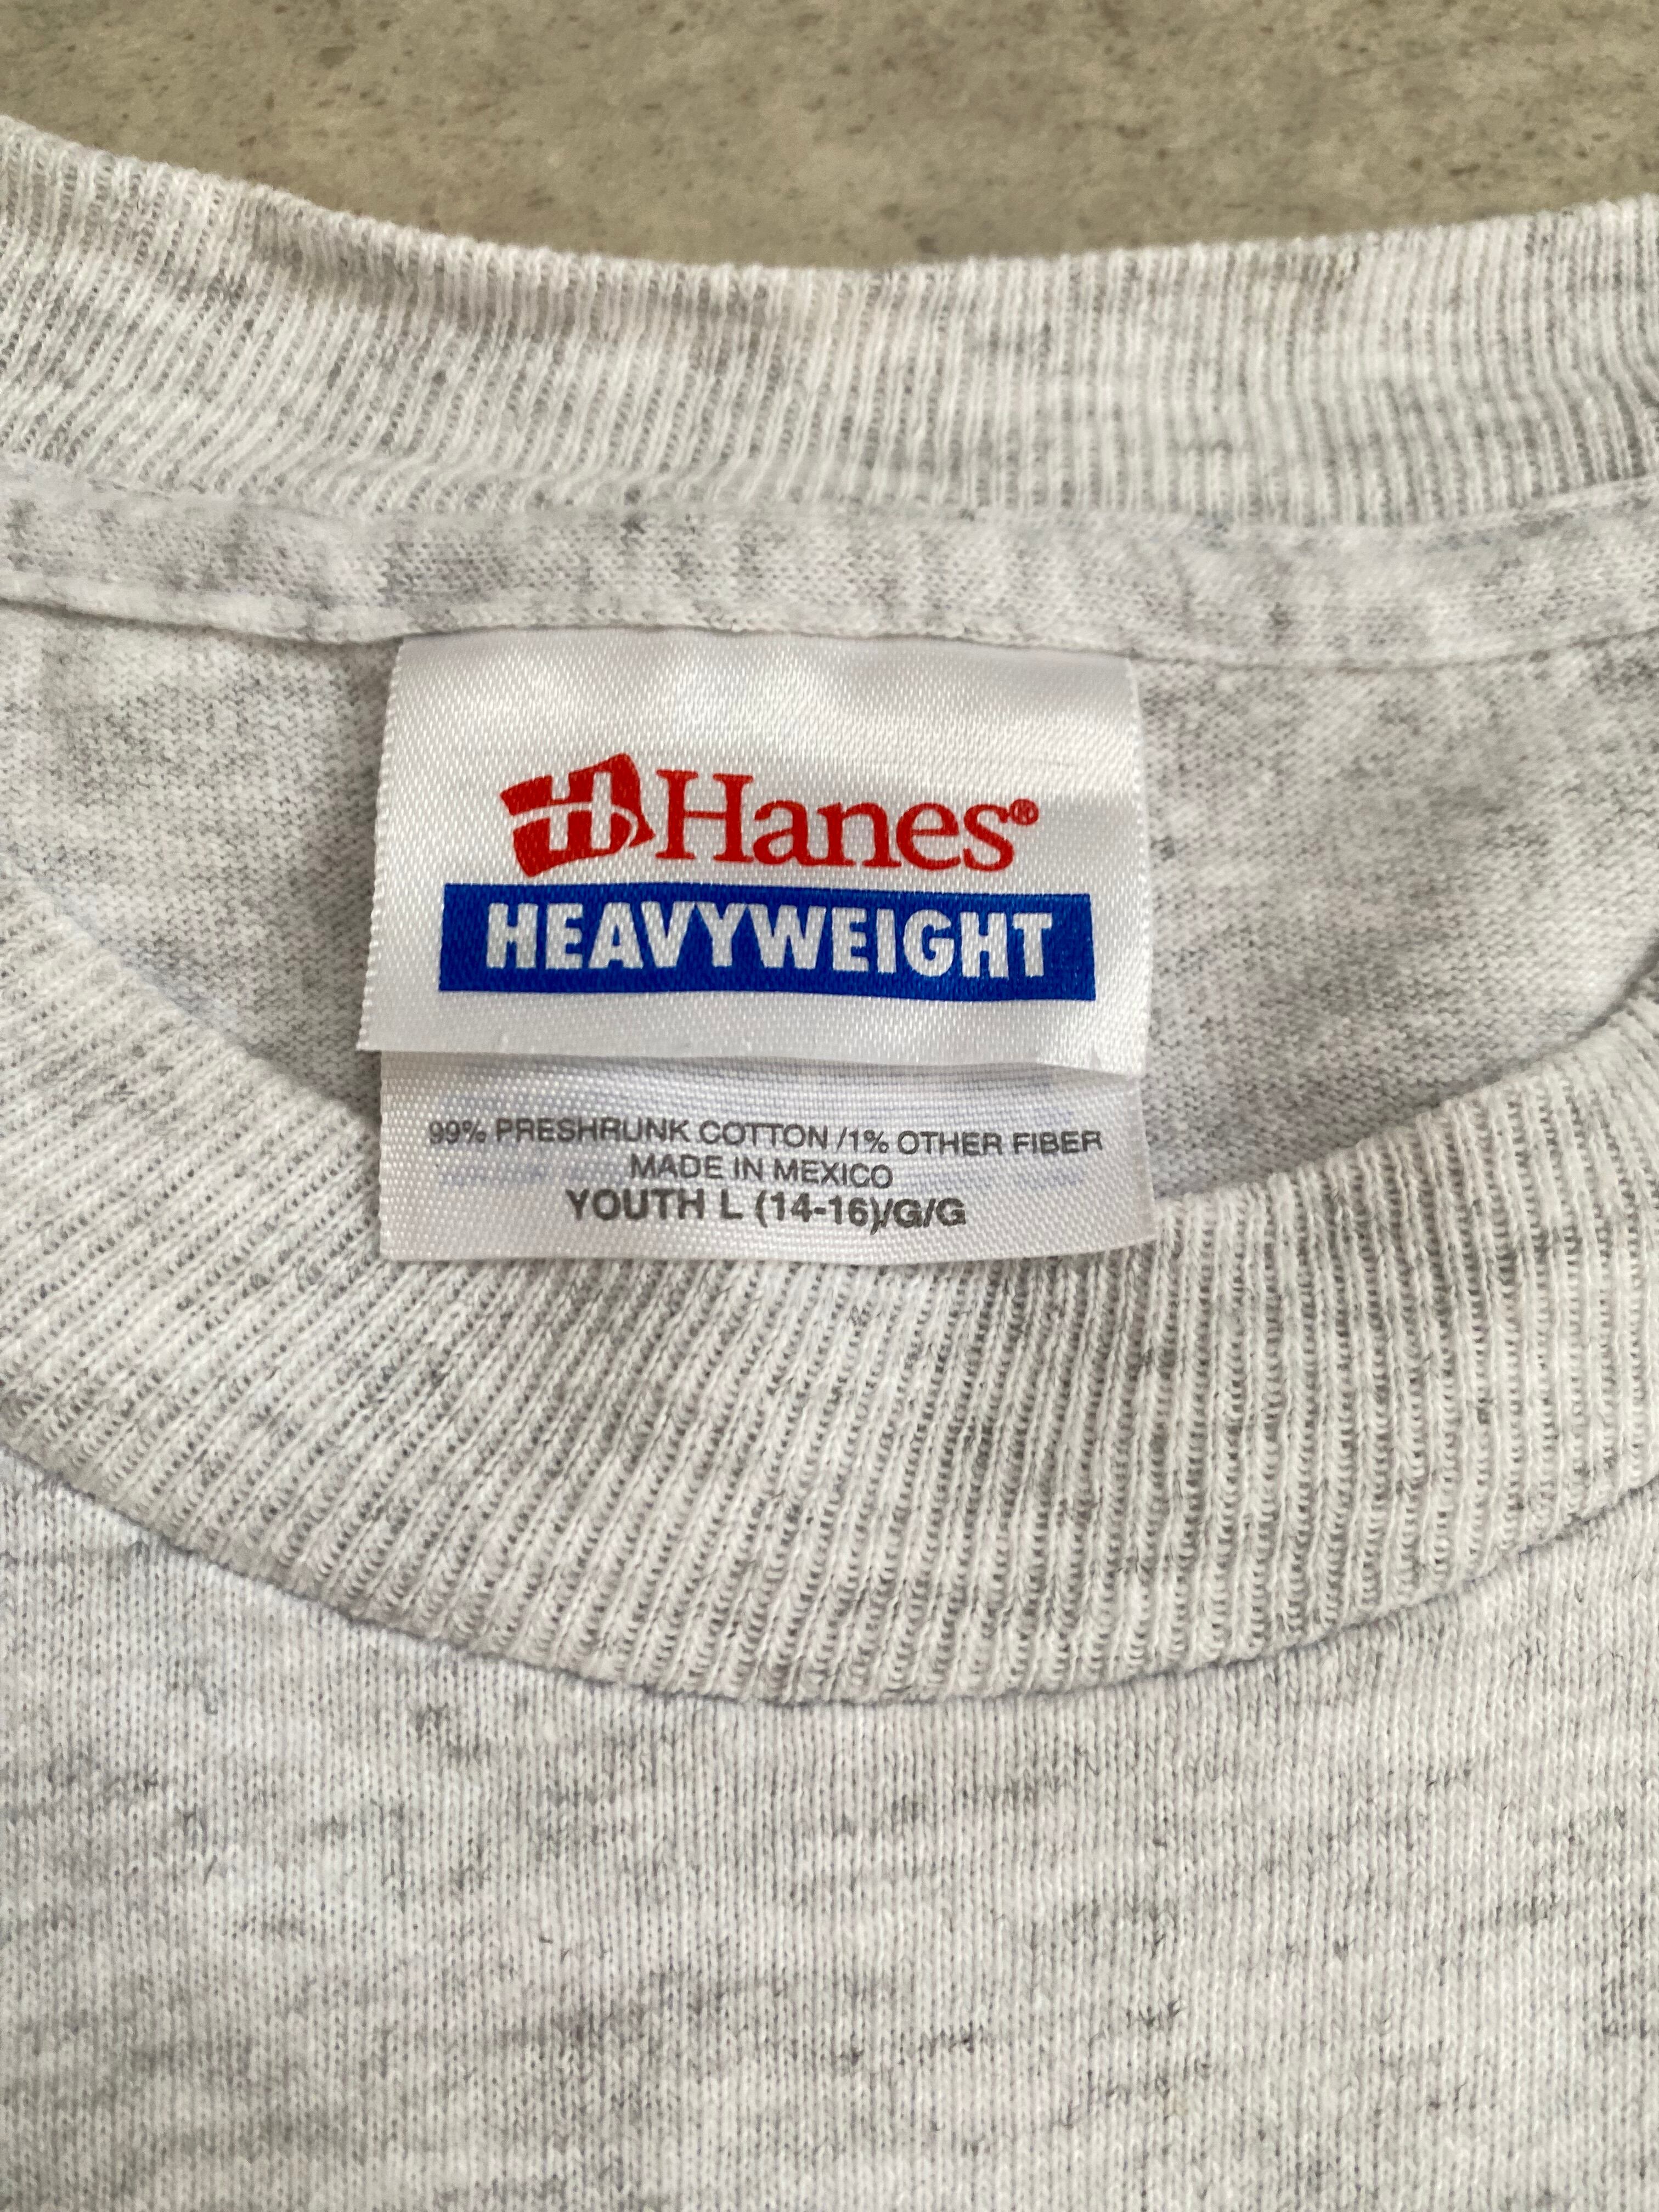 Hanes®
HEAVYWEIGHT
99% PRESHRUNK COTTON /1% OTHER FIBER
MADE IN MEXICO
YOUTH L (14-16)/G/G